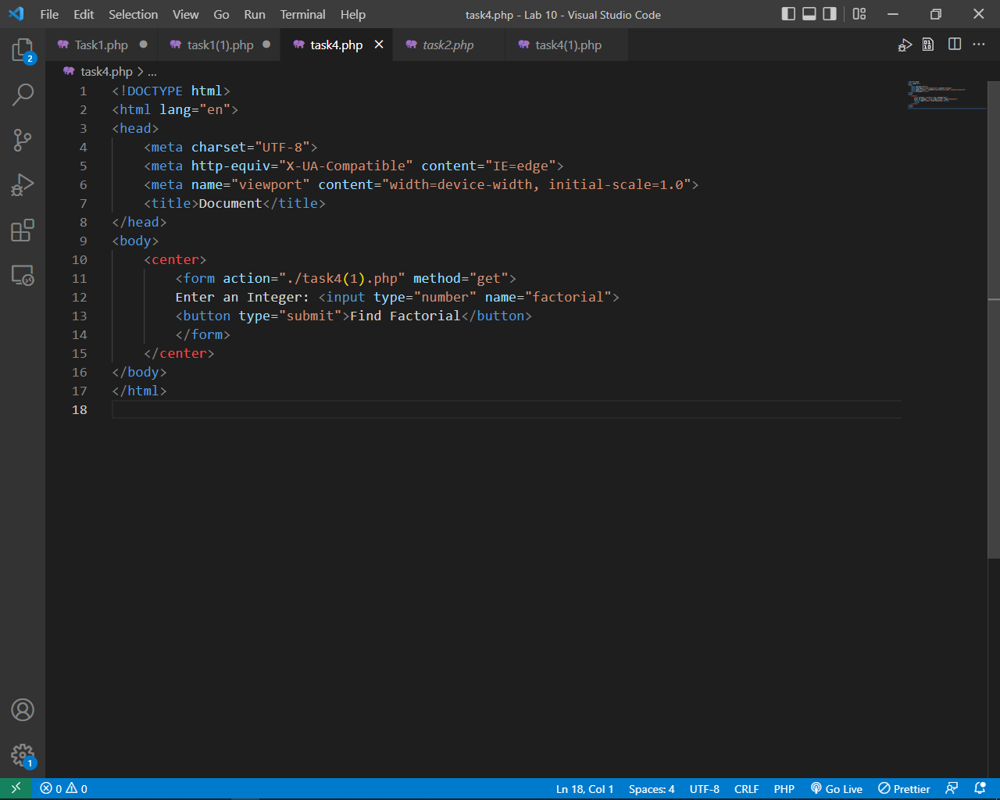 File Edit Selection View Go Run Terminal Help task4.php - Lab 10 - Visual Studio Code
Task1.php task1(1).php task4.php task2.php task4(1).php
2
task4.php > ...
1 <!DOCTYPE html>
2 <html lang="en">
3 <head>
4 <meta charset="UTF-8">
5 <meta http-equiv="X-UA-Compatible" content="IE=edge">
6 <meta name="viewport" content="width=device-width, initial-scale=1.0">
7 <title>Document</title>
8 </head>
9 <body>
10 <center>
11 <form action="./task4(1).php" method="get">
12 Enter an Integer: <input type="number" name="factorial">
13 <button type="submit">Find Factorial</button>
14 </form>
15 </center>
16 </body>
17 </html>
18
1
0 0 Ln 18, Col 1 Spaces: 4 UTF-8 CRLF PHP Go Live Prettier